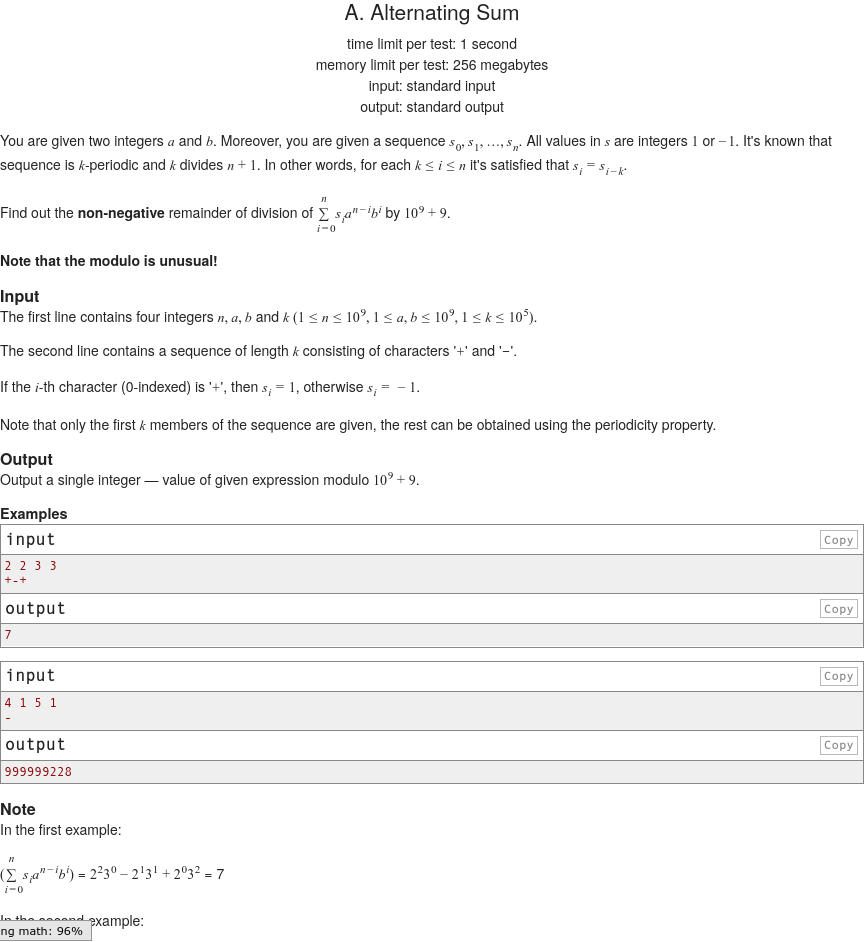 A. Alternating Sum
time limit per test: 1 second
memory limit per test: 256 megabytes
input: standard input
output: standard output
You are given two integers a and b. Moreover, you are given a sequence s_0, s_1, …, s_n. All values in s are integers 1 or −1. It's known that
sequence is k-periodic and k divides n + 1. In other words, for each k ≤ i ≤ n it's satisfied that s_i = s_{i−k}.
Find out the non-negative remainder of division of \sum_{i=0}^{n} s_i a^{n−i} b^i by 10^9 + 9.
Note that the modulo is unusual!
Input
The first line contains four integers n, a, b and k (1 ≤ n ≤ 10^9, 1 ≤ a, b ≤ 10^9, 1 ≤ k ≤ 10^5).
The second line contains a sequence of length k consisting of characters '+' and '−'.
If the i-th character (0-indexed) is '+', then s_i = 1, otherwise s_i = −1.
Note that only the first k members of the sequence are given, the rest can be obtained using the periodicity property.
Output
Output a single integer — value of given expression modulo 10^9 + 9.
Examples
input Copy
2 2 3 3
+-+
output Copy
7
input Copy
4 1 5 1
-
output Copy
999999228
Note
In the first example:
(\sum_{i=0}^{n} s_i a^{n−i} b^i) = 2^2 3^0 − 2^1 3^1 + 2^0 3^2 = 7
In the second example:
ng math: 96%